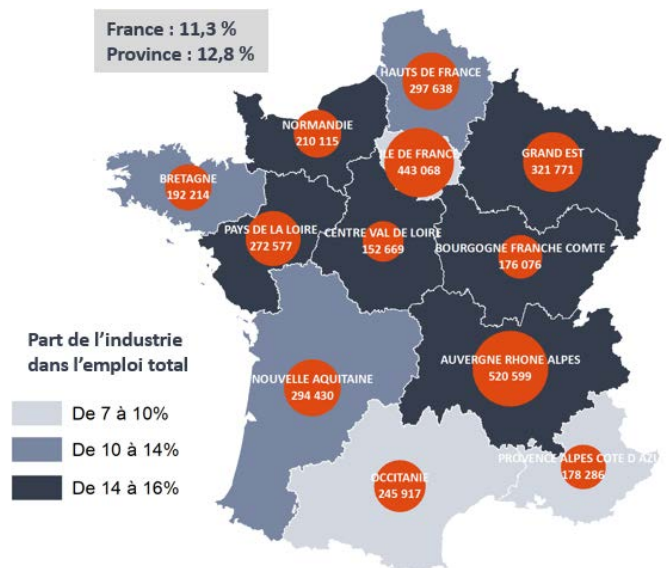 France : 11,3 %
Province : 12,8 %
HAUTS DE FRANCE
297 638
NORMANDIE
210 115
ILE DE FRANCE
443 068
GRAND EST
321 771
BRETAGNE
192 214
PAYS DE LA LOIRE
272 577
CENTRE VAL DE LOIRE
152 669
BOURGOGNE FRANCHE COMTE
176 076
Part de l’industrie
dans l’emploi total
De 7 à 10%
De 10 à 14%
De 14 à 16%
AUVERGNE RHONE ALPES
520 599
NOUVELLE AQUITAINE
294 430
PROVENCE ALPES COTE D AZU
178 286
OCCITANIE
245 917